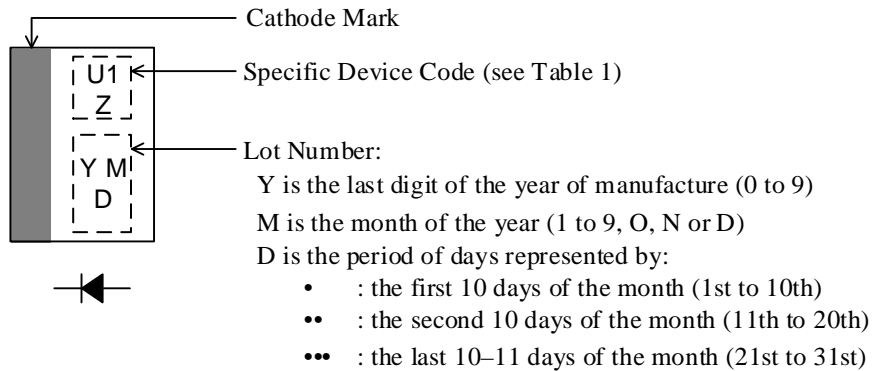 Cathode Mark
U1
Z
Specific Device Code (see Table 1)
Y M
D
Lot Number:
Y is the last digit of the year of manufacture (0 to 9)
M is the month of the year (1 to 9, O, N or D)
D is the period of days represented by:
• : the first 10 days of the month (1st to 10th)
•• : the second 10 days of the month (11th to 20th)
••• : the last 10–11 days of the month (21st to 31st)